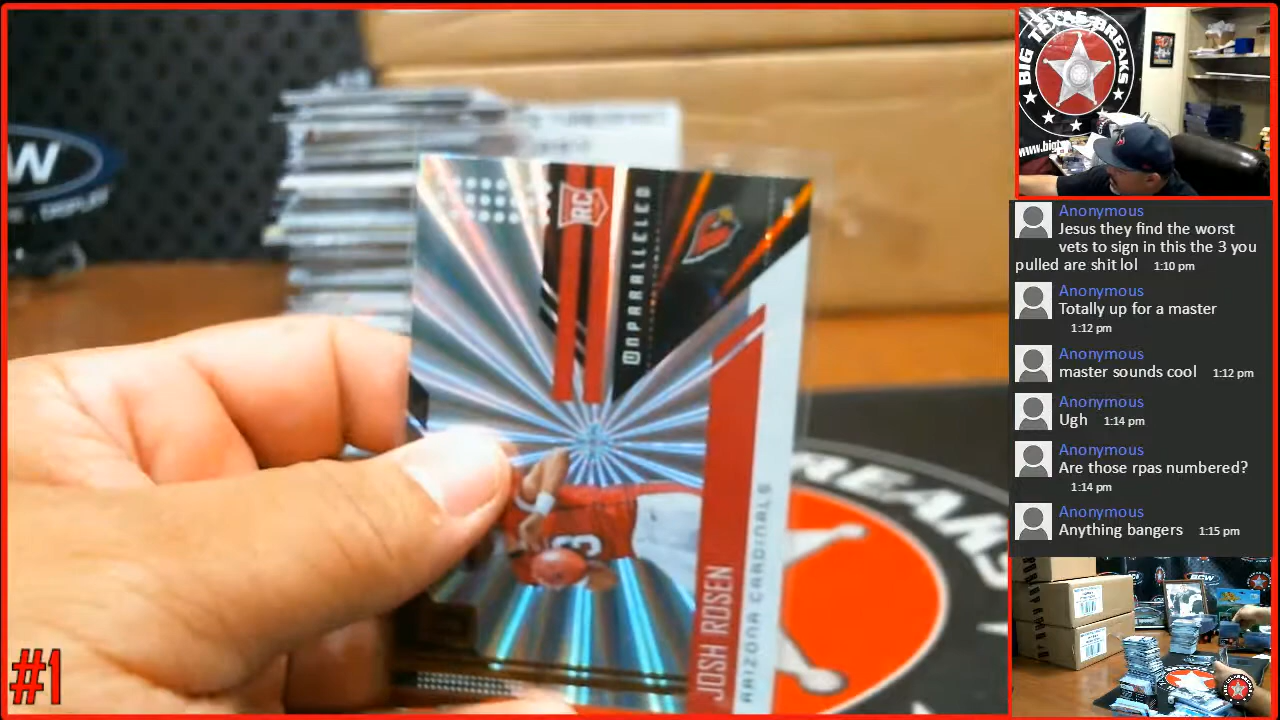 RC
UNPARALLELED
JOSH ROSEN
ARIZONA CARDINALS
#1
BIG TEXAS BREAKS
Anonymous
Jesus they find the worst
vets to sign in this the 3 you
pulled are shit lol 1:10 pm
Anonymous
Totally up for a master
1:12 pm
Anonymous
master sounds cool 1:12 pm
Anonymous
Ugh 1:14 pm
Anonymous
Are those rpas numbered?
1:14 pm
Anonymous
Anything bangers 1:15 pm
BCW